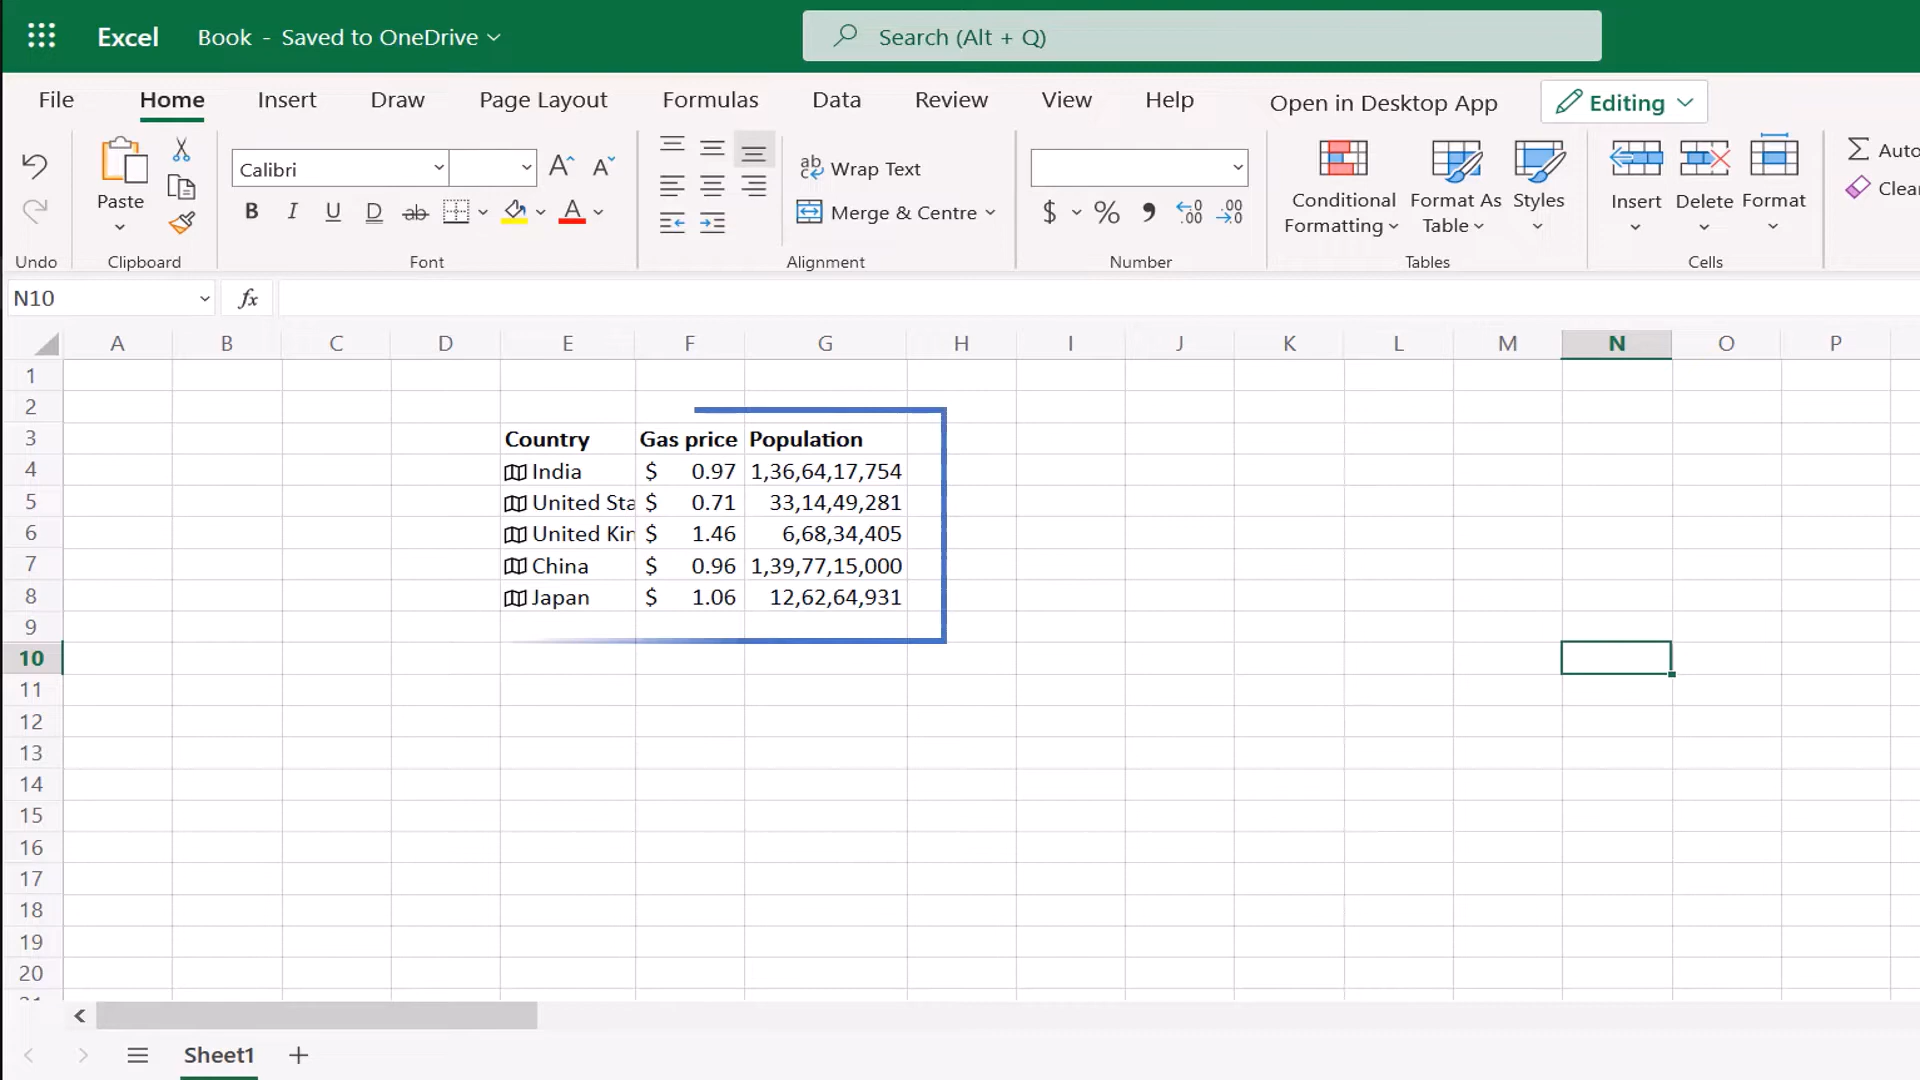 Excel Book - Saved to OneDrive Search (Alt + Q)
File Home Insert Draw Page Layout Formulas Data Review View Help Open in Desktop App Editing
Paste Calibri A^ Aˇ Wrap Text Conditional Formatting Format As Table Styles Insert Delete Format Σ Auto
B I U D ab A Merge & Centre $ % 9 .00 .00 Clea
Undo Clipboard Font Alignment Number Tables Cells
N10 fx
A B C D E F G H I J K L M N O P
1
2
3 Country Gas price Population
4 India $ 0.97 1,36,64,17,754
5 United Sta $ 0.71 33,14,49,281
6 United Kin $ 1.46 6,68,34,405
7 China $ 0.96 1,39,77,15,000
8 Japan $ 1.06 12,62,64,931
9
10
11
12
13
14
15
16
17
18
19
20
Sheet1 +